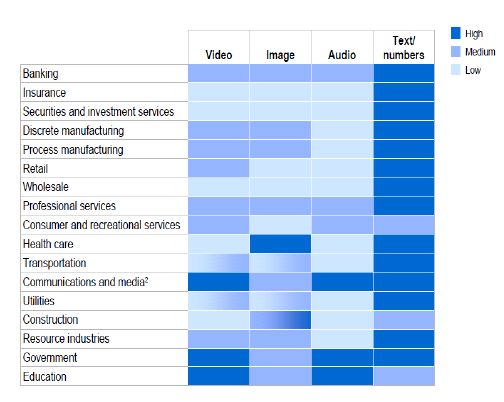 High
Medium
Low
Video Image Audio Text/
numbers
Banking
Insurance
Securities and investment services
Discrete manufacturing
Process manufacturing
Retail
Wholesale
Professional services
Consumer and recreational services
Health care
Transportation
Communications and media²
Utilities
Construction
Resource industries
Government
Education